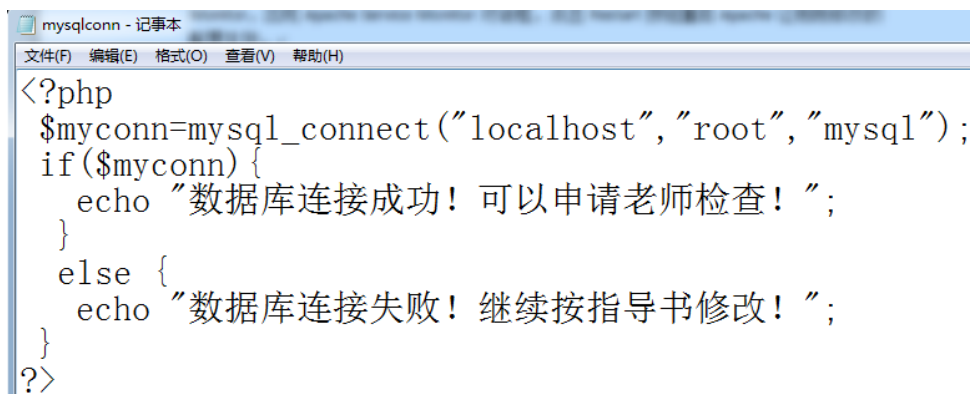 mysqlconn - 记事本
文件(F) 编辑(E) 格式(O) 查看(V) 帮助(H)
<?php
$myconn=mysql_connect("localhost","root","mysql");
if($myconn){
echo "数据库连接成功！可以申请老师检查！";
}
else {
echo "数据库连接失败！继续按指导书修改！";
}
?>